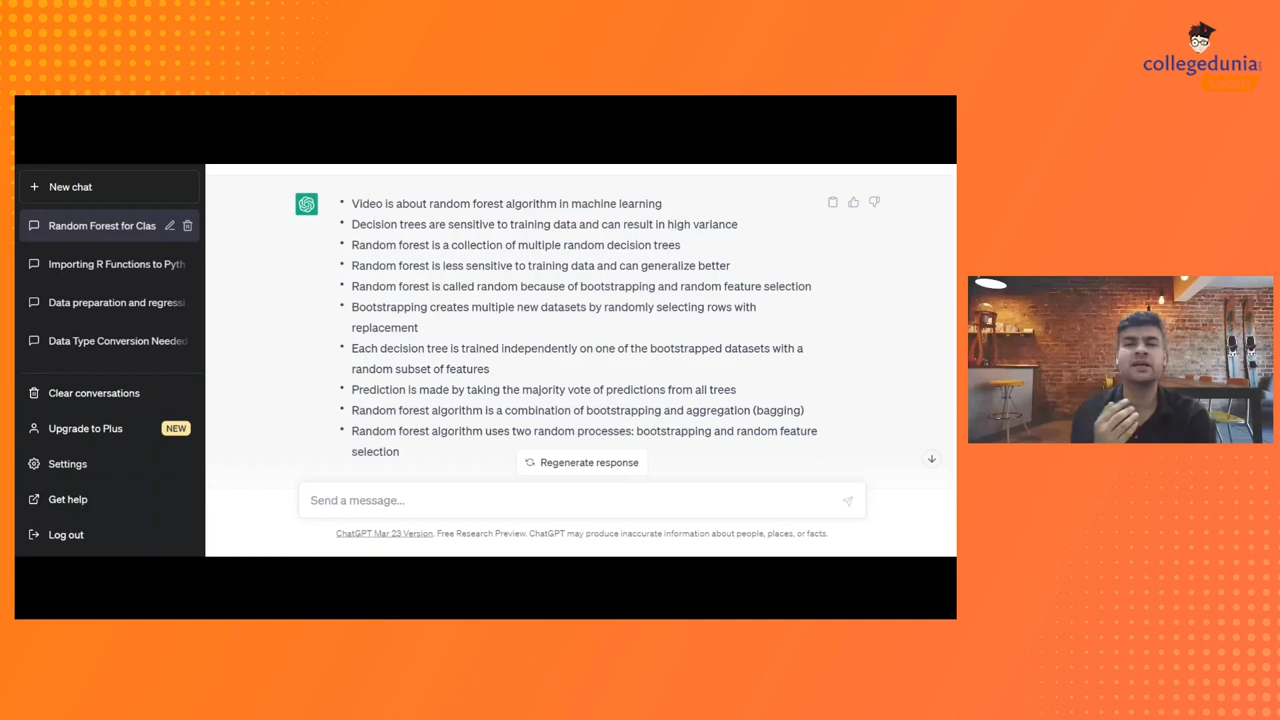 collegedunia
New chat
Random Forest for Clas
Importing R Functions to Pyth
Data preparation and regressi
Data Type Conversion Needed
Clear conversations
Upgrade to Plus NEW
Settings
Get help
Log out
• Video is about random forest algorithm in machine learning
• Decision trees are sensitive to training data and can result in high variance
• Random forest is a collection of multiple random decision trees
• Random forest is less sensitive to training data and can generalize better
• Random forest is called random because of bootstrapping and random feature selection
• Bootstrapping creates multiple new datasets by randomly selecting rows with
replacement
• Each decision tree is trained independently on one of the bootstrapped datasets with a
random subset of features
• Prediction is made by taking the majority vote of predictions from all trees
• Random forest algorithm is a combination of bootstrapping and aggregation (bagging)
• Random forest algorithm uses two random processes: bootstrapping and random feature
selection
Regenerate response
Send a message...
ChatGPT Mar 23 Version. Free Research Preview. ChatGPT may produce inaccurate information about people, places, or facts.